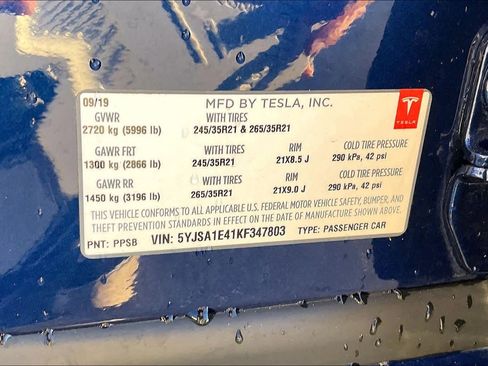 09/19 MFD BY TESLA, INC.
GVWR WITH TIRES
2720 kg (5996 lb) 245/35R21 & 265/35R21
GAWR FRT WITH TIRES RIM COLD TIRE PRESSURE
1300 kg (2866 lb) 245/35R21 21X8.5 J 290 kPa, 42 psi
GAWR RR WITH TIRES RIM COLD TIRE PRESSURE
1450 kg (3196 lb) 265/35R21 21X9.0 J 290 kPa, 42 psi
THIS VEHICLE CONFORMS TO ALL APPLICABLE U.S. FEDERAL MOTOR VEHICLE SAFETY, BUMPER, AND
THEFT PREVENTION STANDARDS IN EFFECT ON THE DATE OF MANUFACTURE SHOWN ABOVE.
PNT: PPSB VIN: 5YJSA1E41KF347803 TYPE: PASSENGER CAR
TESLA